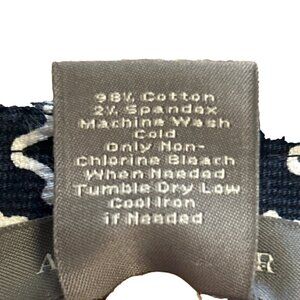 98% Cotton
2% Spandex
Machine Wash
Cold
Only Non-
Chlorine Bleach
When Needed
Tumble Dry Low
Cool Iron
if Needed